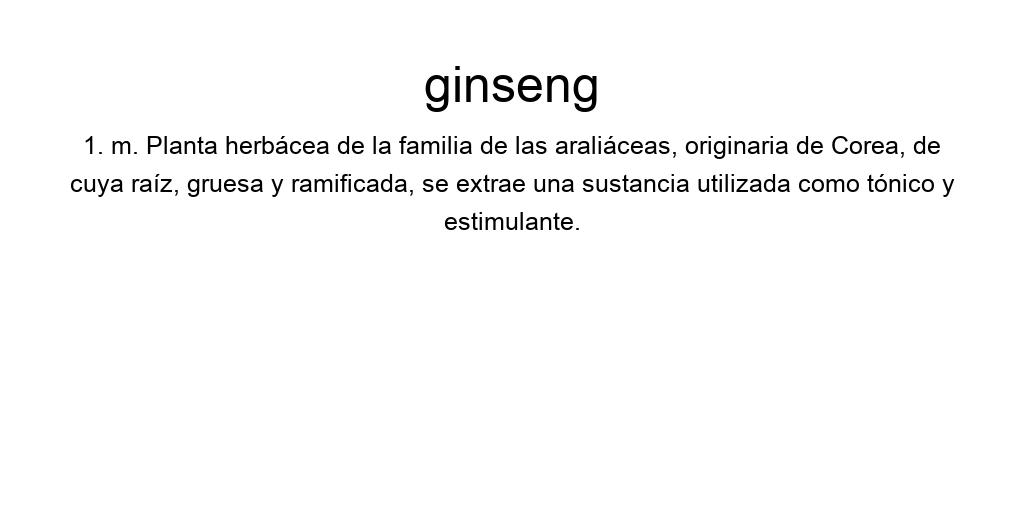 ginseng
1. m. Planta herbácea de la familia de las araliáceas, originaria de Corea, de
cuya raíz, gruesa y ramificada, se extrae una sustancia utilizada como tónico y
estimulante.